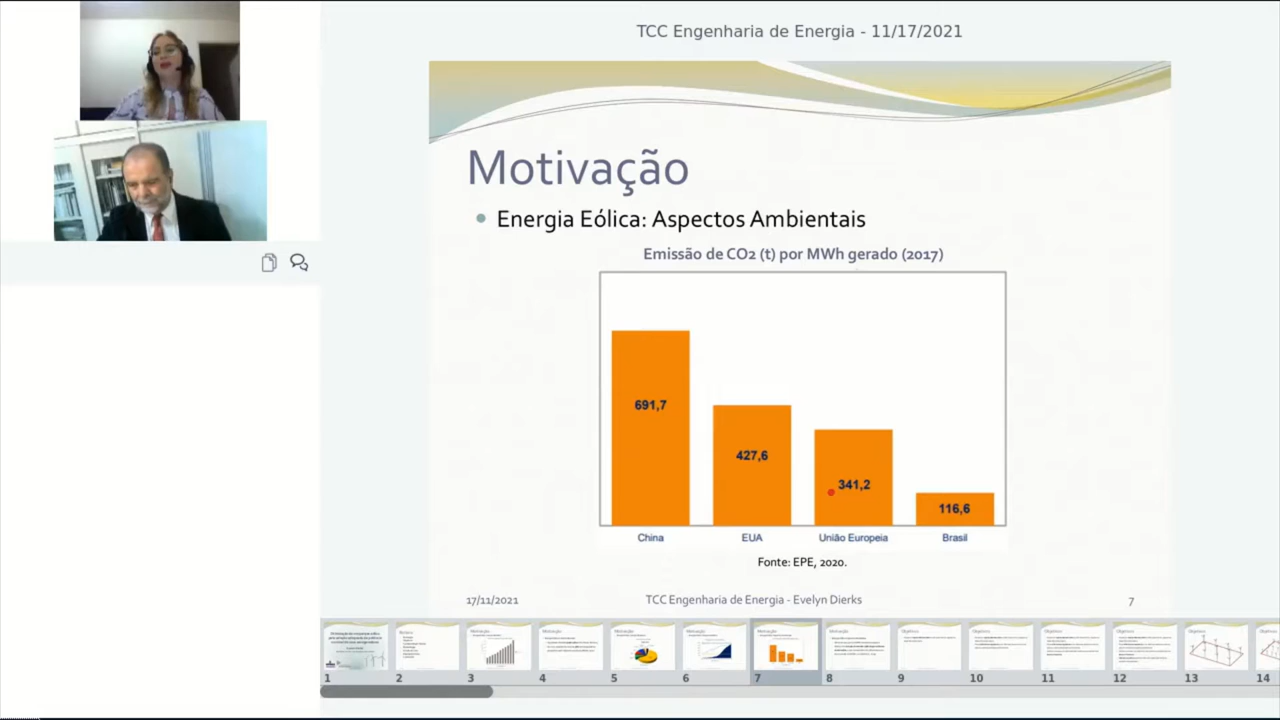 TCC Engenharia de Energia - 11/17/2021
Motivação
• Energia Eólica: Aspectos Ambientais
Emissão de CO2 (t) por MWh gerado (2017)
691,7
427,6
341,2
116,6
China EUA União Europeia Brasil
Fonte: EPE, 2020.
17/11/2021 TCC Engenharia de Energia - Evelyn Dierks 7
Motivação
Objetivos
1 2 3 4 5 6 7 8 9 10 11 12 13 14